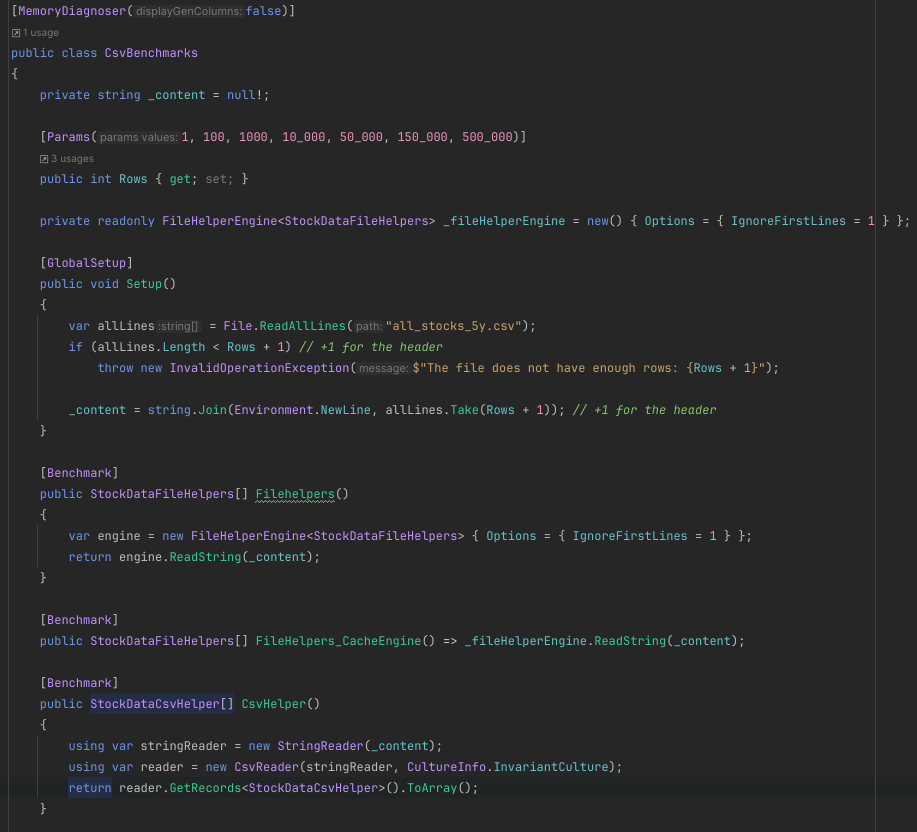 [MemoryDiagnoser(displayGenColumns: false)]
1 usage
public class CsvBenchmarks
{
    private string _content = null!;

    [Params(params values: 1, 100, 1000, 10_000, 50_000, 150_000, 500_000)]
    3 usages
    public int Rows { get; set; }

    private readonly FileHelperEngine<StockDataFileHelpers> _fileHelperEngine = new() { Options = { IgnoreFirstLines = 1 } };

    [GlobalSetup]
    public void Setup()
    {
        var allLines :string[] = File.ReadAllLines(path: "all_stocks_5y.csv");
        if (allLines.Length < Rows + 1) // +1 for the header
            throw new InvalidOperationException(message: $"The file does not have enough rows: {Rows + 1}");

        _content = string.Join(Environment.NewLine, allLines.Take(Rows + 1)); // +1 for the header
    }

    [Benchmark]
    public StockDataFileHelpers[] Filehelpers()
    {
        var engine = new FileHelperEngine<StockDataFileHelpers> { Options = { IgnoreFirstLines = 1 } };
        return engine.ReadString(_content);
    }

    [Benchmark]
    public StockDataFileHelpers[] FileHelpers_CacheEngine() => _fileHelperEngine.ReadString(_content);

    [Benchmark]
    public StockDataCsvHelper[] CsvHelper()
    {
        using var stringReader = new StringReader(_content);
        using var reader = new CsvReader(stringReader, CultureInfo.InvariantCulture);
        return reader.GetRecords<StockDataCsvHelper>().ToArray();
    }